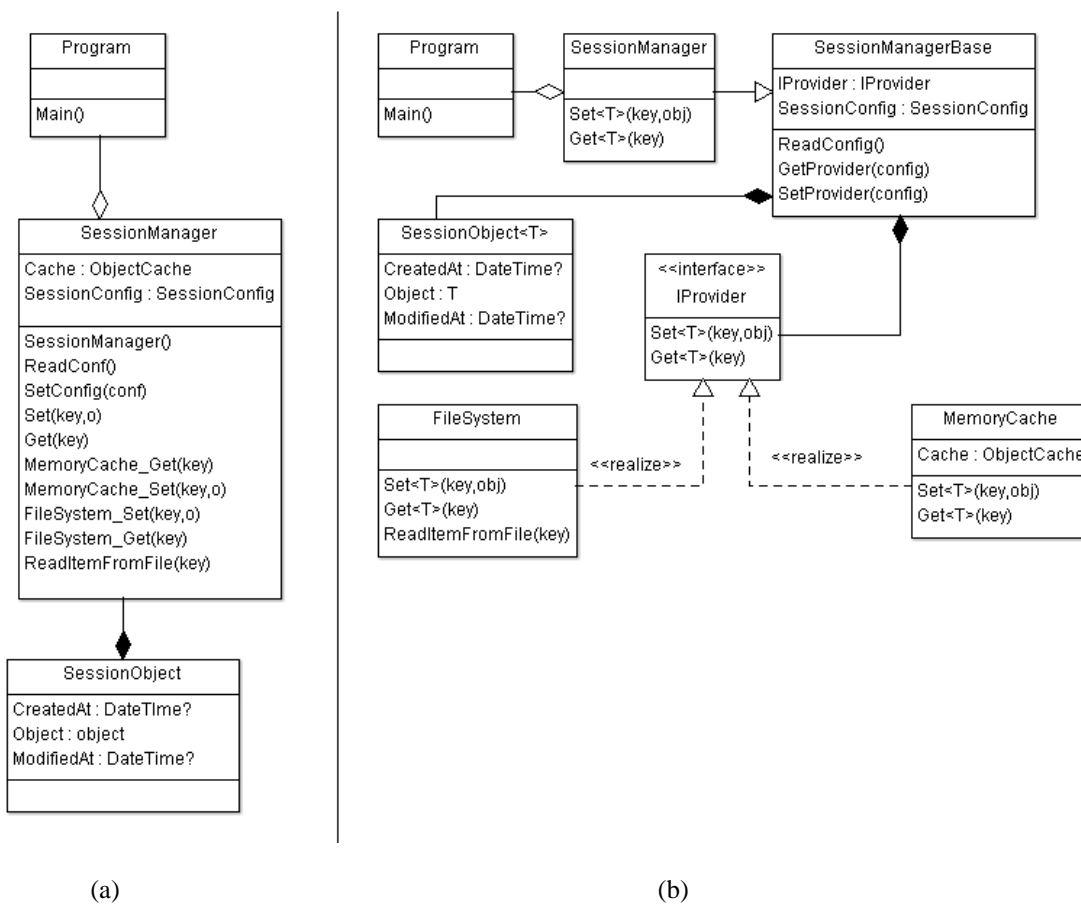 Program
Main()
SessionManager
Cache : ObjectCache
SessionConfig : SessionConfig
SessionManager()
ReadConf()
SetConfig(conf)
Set(key,o)
Get(key)
MemoryCache_Get(key)
MemoryCache_Set(key,o)
FileSystem_Set(key,o)
FileSystem_Get(key)
ReadItemFromFile(key)
SessionObject
CreatedAt : DateTIme?
Object : object
ModifiedAt : DateTime?
(a)
Program
Main()
SessionManager
Set<T>(key,obj)
Get<T>(key)
SessionManagerBase
IProvider : IProvider
SessionConfig : SessionConfig
ReadConfig()
GetProvider(config)
SetProvider(config)
SessionObject<T>
CreatedAt : DateTime?
Object : T
ModifiedAt : DateTime?
<<interface>>
IProvider
Set<T>(key,obj)
Get<T>(key)
FileSystem
Set<T>(key,obj)
Get<T>(key)
ReadItemFromFile(key)
<<realize>>
<<realize>>
MemoryCache
Cache : ObjectCache
Set<T>(key,obj)
Get<T>(key)
(b)